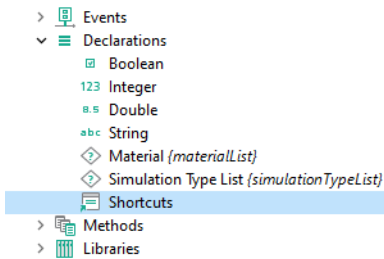 Events
Declarations
Boolean
123 Integer
8.5 Double
abc String
? Material {materialList}
? Simulation Type List {simulationTypeList}
Shortcuts
Methods
Libraries